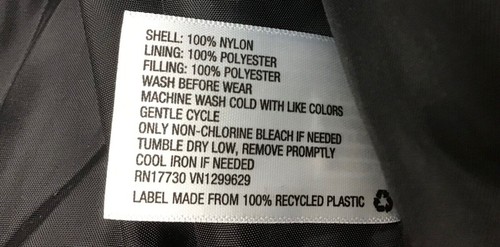 SHELL: 100% NYLON
LINING: 100% POLYESTER
FILLING: 100% POLYESTER
WASH BEFORE WEAR
MACHINE WASH COLD WITH LIKE COLORS
GENTLE CYCLE
ONLY NON-CHLORINE BLEACH IF NEEDED
TUMBLE DRY LOW, REMOVE PROMPTLY
COOL IRON IF NEEDED
RN17730 VN1299629
LABEL MADE FROM 100% RECYCLED PLASTIC